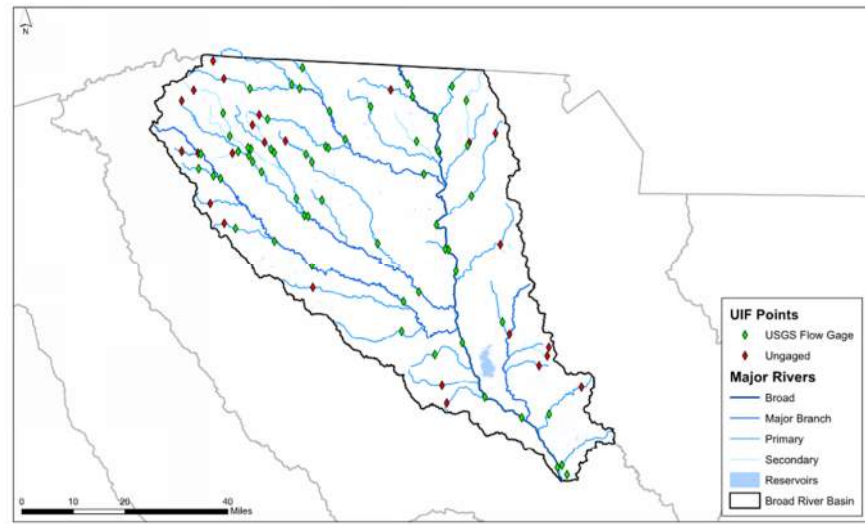 N
UIF Points
USGS Flow Gage
Ungaged
Major Rivers
Broad
Major Branch
Primary
Secondary
Reservoirs
Broad River Basin
0 10 20 40
Miles